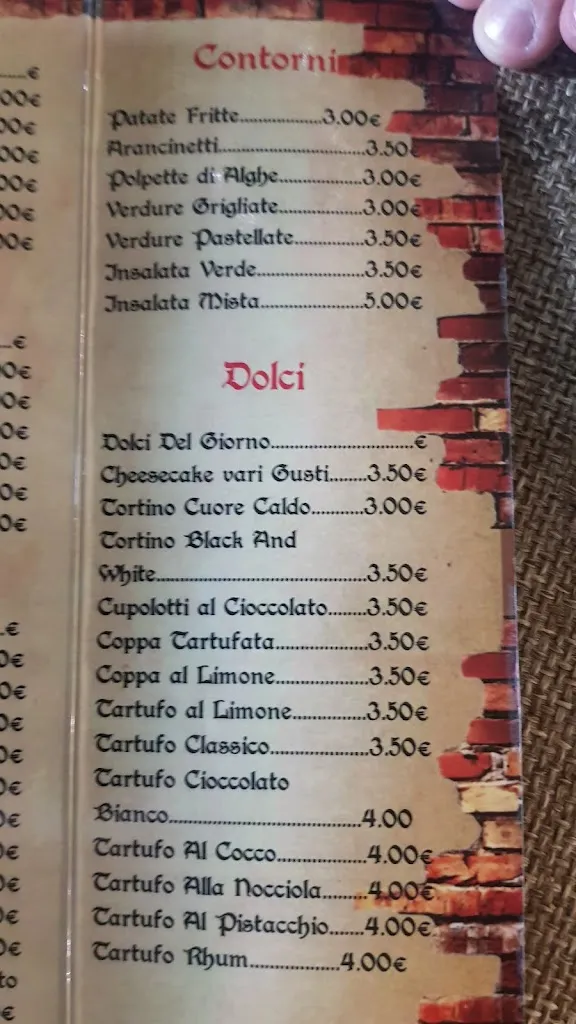 Contorni
Patate Fritte..................3.00€
Arancinetti................................3.50€
Polpette di Alghe..................3.00€
Verdure Grigliate..................3.00€
Verdure Pastellate................3.50€
Insalata Verde.......................3.50€
Insalata Mista.......................5.00€
Dolci
Dolci Del Giorno...............................€
Cheesecake vari Gusti........3.50€
Tortino Cuore Caldo...........3.00€
Tortino Black And
White..............................................3.50€
Cupolotti al Cioccolato........3.50€
Coppa Tartufata....................3.50€
Coppa al Limone....................3.50€
Tartufo al Limone................3.50€
Tartufo Classico.....................3.50€
Tartufo Cioccolato
Bianco..........................................4.00
Tartufo Al Cocco...................4.00€
Tartufo Alla Nocciola.........4.00€
Tartufo Al Pistacchio.......4.00€
Tartufo Rhum...................4.00€